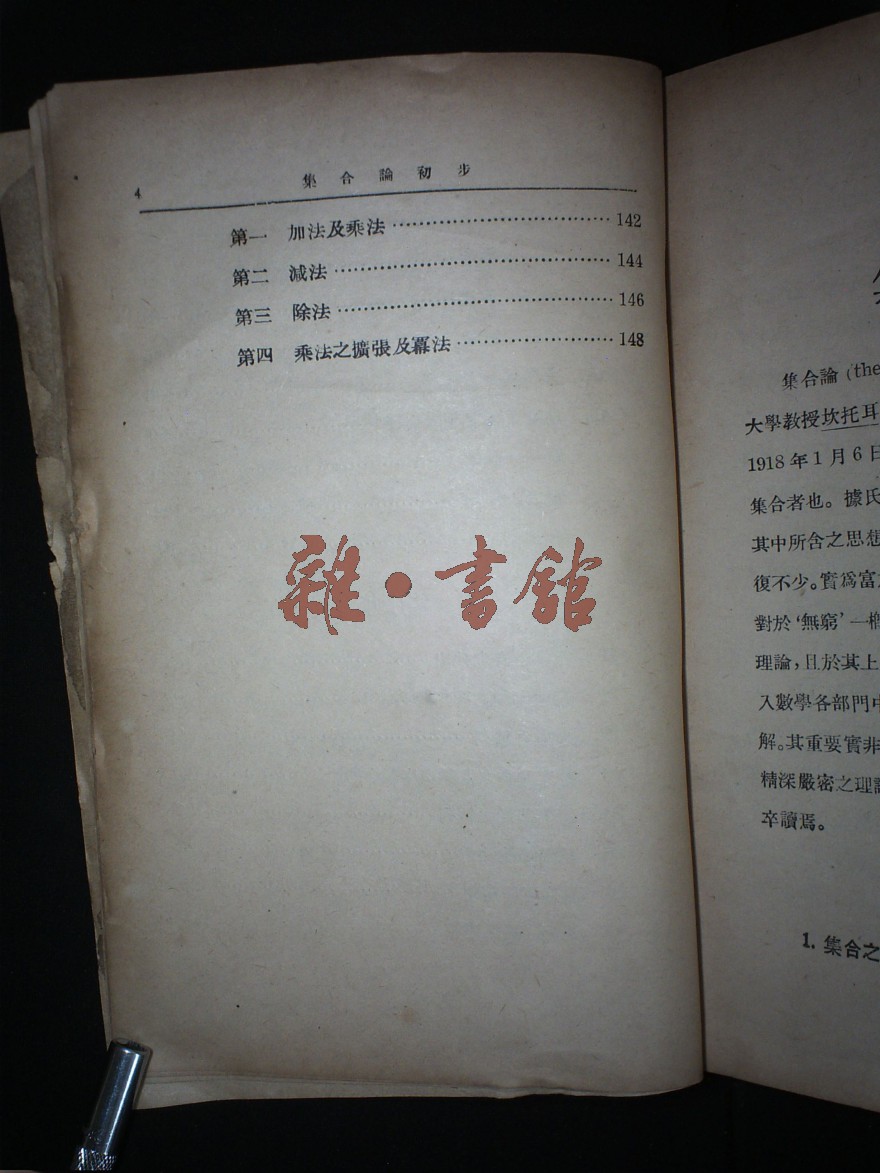 4 集合論初步
第一 加法及乘法 142
第二 減法 144
第三 除法 146
第四 乘法之擴張及羃法 148
雜·書館
集合論 (the
大學教授坎托耳
1918年1月6日
集合者也。據氏
其中所含之思想
復不少。實爲富
對於‘無窮’一
理論，且於其上
入數學各部門中
解。其重要實非
精深嚴密之理論
卒讀焉。
1. 集合之